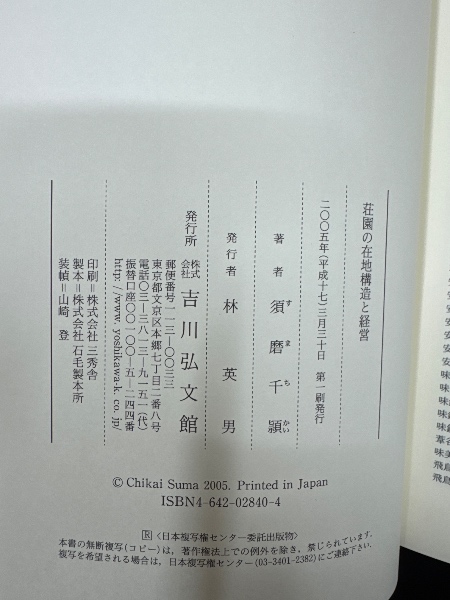 荘園の在地構造と経営
二〇〇五年(平成十七)三月三十日 第一刷発行
著者 須磨千頴
す ま ち かい
発行者 林英男
発行所 株式会社 吉川弘文館
郵便番号一一三―〇〇三三
東京都文京区本郷七丁目二番八号
電話〇三―三八一三―九一五一(代)
振替口座〇〇一〇〇―五―二四四番
http://www.yoshikawa-k.co.jp/
印刷=株式会社 三秀舎
製本=株式会社 石毛製本所
装幀=山崎 登
© Chikai Suma 2005. Printed in Japan
ISBN4-642-02840-4
R〈日本複写権センター委託出版物〉
本書の無断複写(コピー)は,著作権法上での例外を除き,禁じられています.
複写を希望される場合は,日本複写権センター(03-3401-2382)にご連絡下さい.